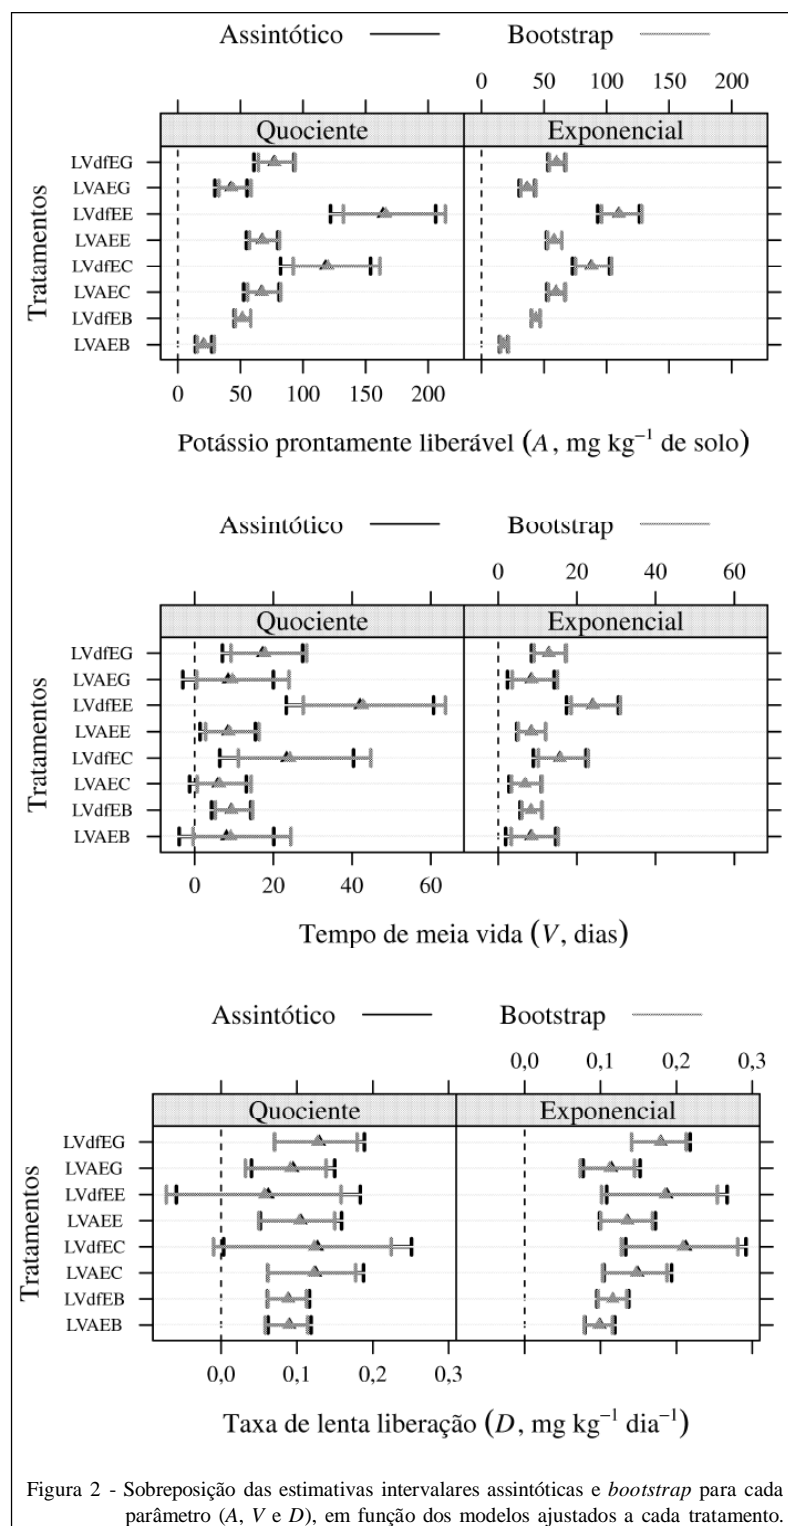 Assintótico Bootstrap
0 50 100 150 200
Quociente Exponencial
LVdfEG
LVAEG
LVdfEE
LVAEE
LVdfEC
LVAEC
LVdfEB
LVAEB
Tratamentos
0 50 100 150 200
Potássio prontamente liberável (A, mg kg⁻¹ de solo)
Assintótico Bootstrap
0 20 40 60
Quociente Exponencial
LVdfEG
LVAEG
LVdfEE
LVAEE
LVdfEC
LVAEC
LVdfEB
LVAEB
Tratamentos
0 20 40 60
Tempo de meia vida (V, dias)
Assintótico Bootstrap
0,0 0,1 0,2 0,3
Quociente Exponencial
LVdfEG
LVAEG
LVdfEE
LVAEE
LVdfEC
LVAEC
LVdfEB
LVAEB
Tratamentos
0,0 0,1 0,2 0,3
Taxa de lenta liberação (D, mg kg⁻¹ dia⁻¹)
Figura 2 - Sobreposição das estimativas intervalares assintóticas e bootstrap para cada
parâmetro (A, V e D), em função dos modelos ajustados a cada tratamento.